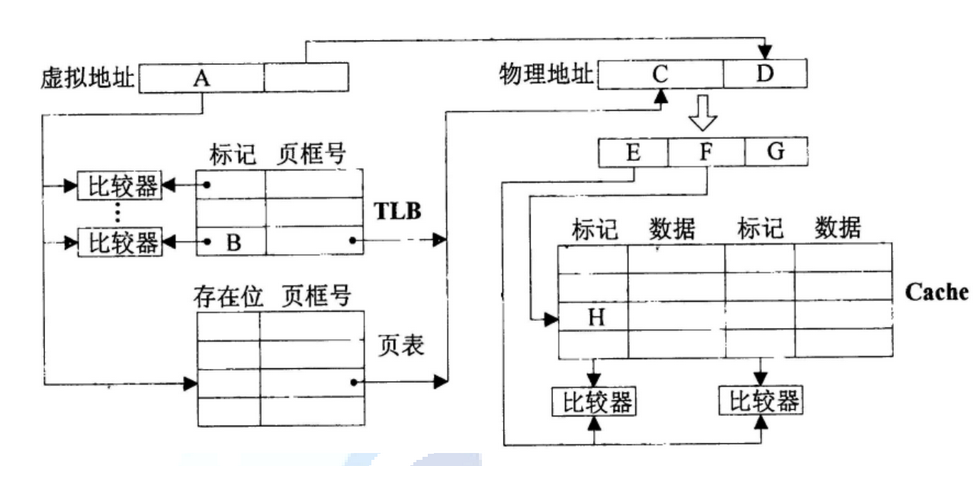 虚拟地址 A
物理地址 C D
E F G
标记 页框号
比较器
TLB
比较器 B
标记 数据 标记 数据
Cache
H
存在位 页框号
页表
比较器 比较器